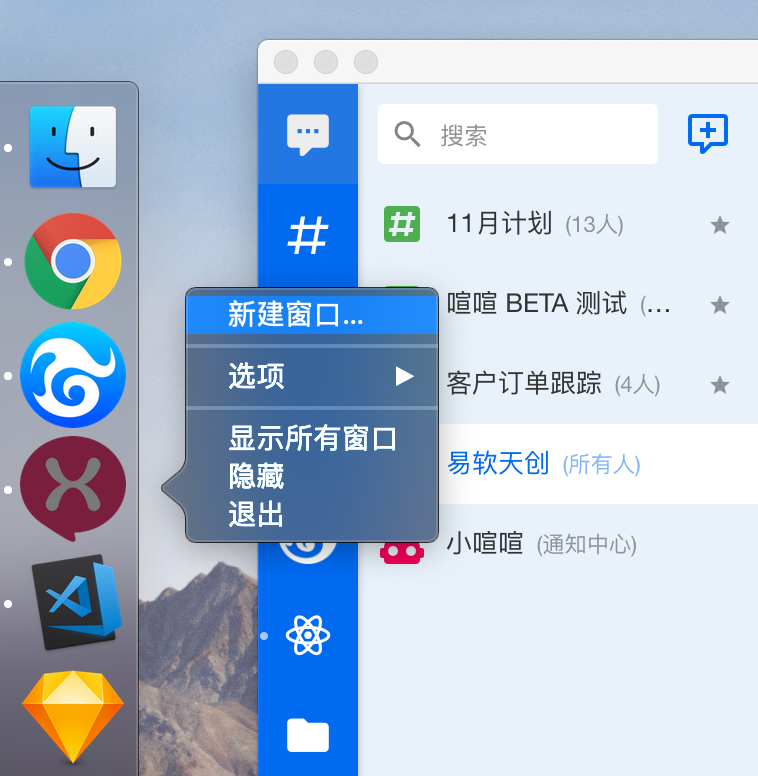 搜索
11月计划 (13人)
喧喧 BETA 测试 (...
客户订单跟踪 (4人)
易软天创 (所有人)
小喧喧 (通知中心)
新建窗口...
选项
显示所有窗口
隐藏
退出